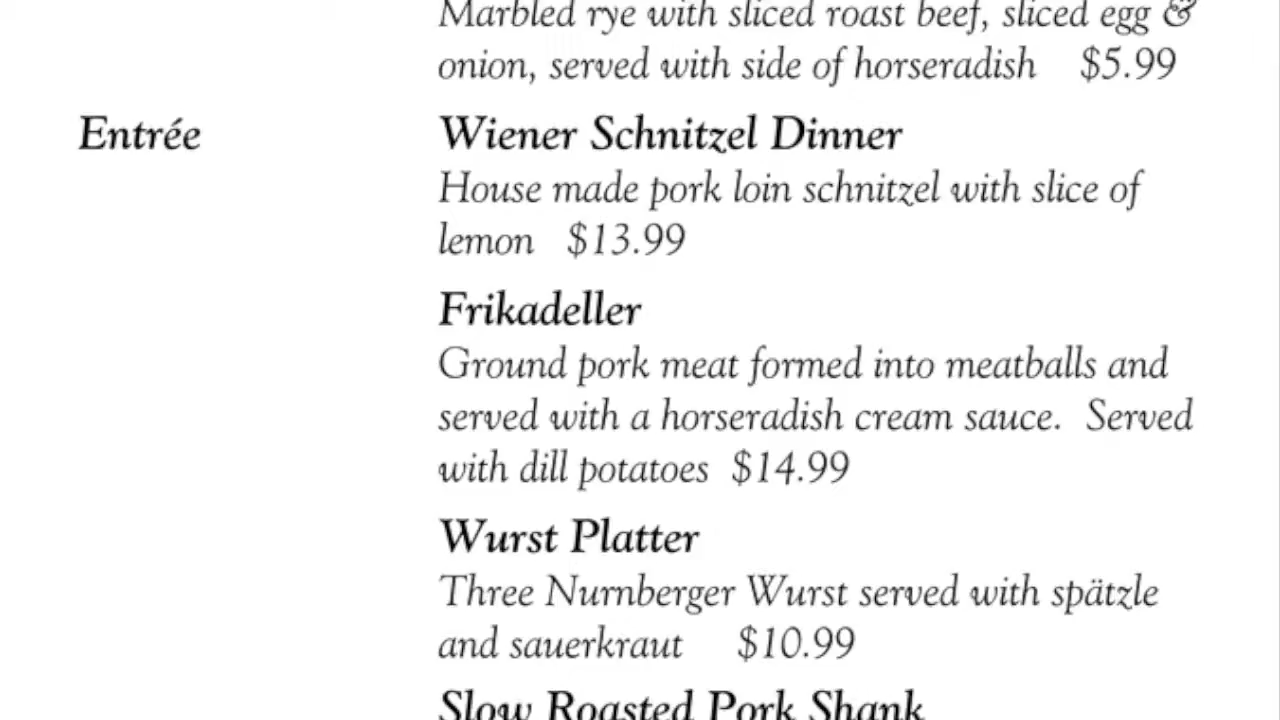 Marbled rye with sliced roast beef, sliced egg &
onion, served with side of horseradish $5.99
Entrée
Wiener Schnitzel Dinner
House made pork loin schnitzel with slice of
lemon $13.99
Frikadeller
Ground pork meat formed into meatballs and
served with a horseradish cream sauce. Served
with dill potatoes $14.99
Wurst Platter
Three Nurnberger Wurst served with spätzle
and sauerkraut $10.99
Slow Roasted Pork Shank